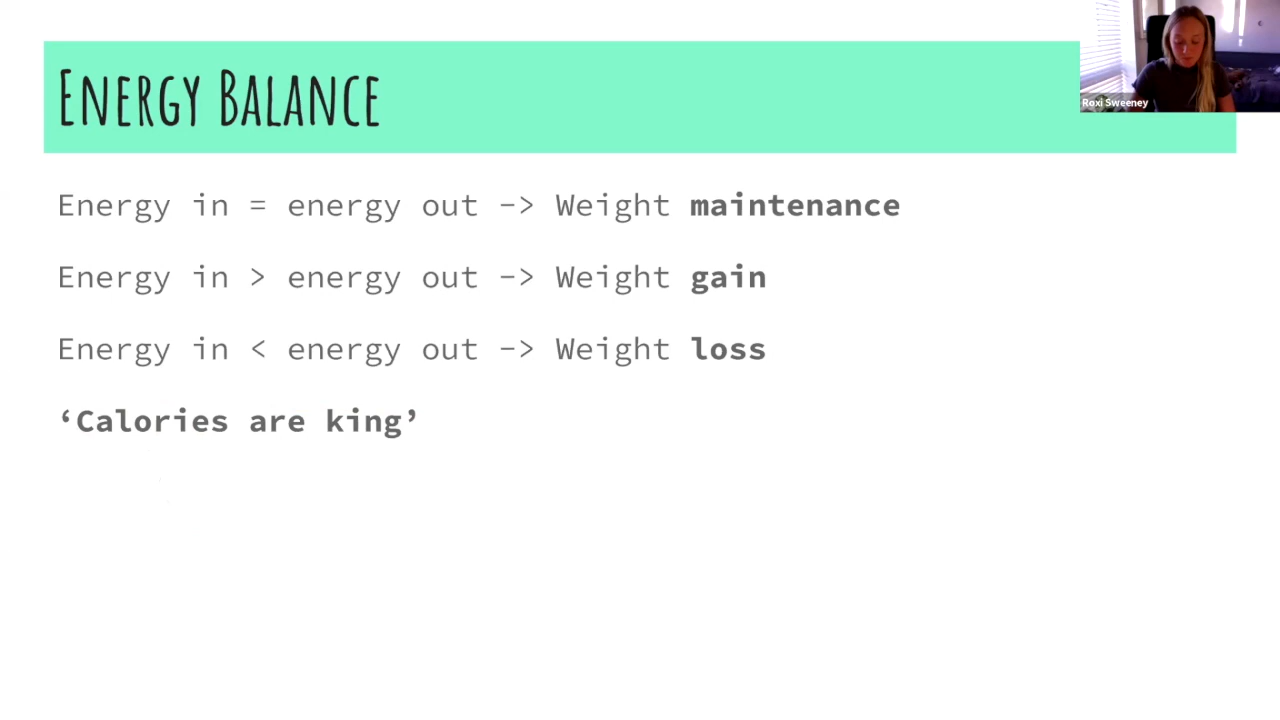 ENERGY BALANCE
Roxi Sweeney
Energy in = energy out -> Weight maintenance
Energy in > energy out -> Weight gain
Energy in < energy out -> Weight loss
‘Calories are king’